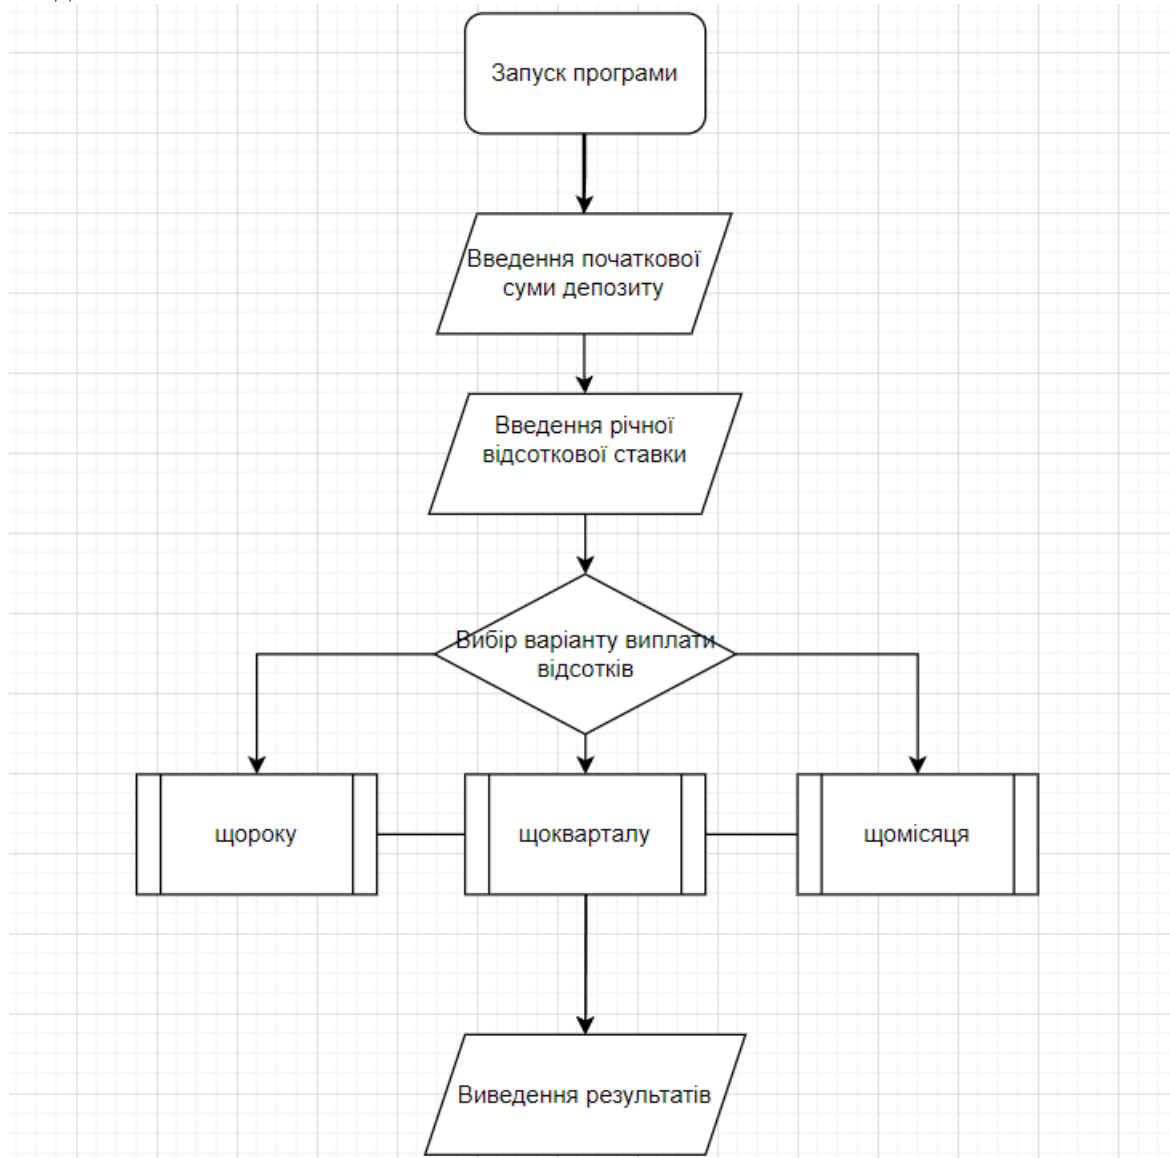 Запуск програми
Введення початкової
суми депозиту
Введення річної
відсоткової ставки
Вибір варіанту виплати
відсотків
щороку
щокварталу
щомісяця
Виведення результатів